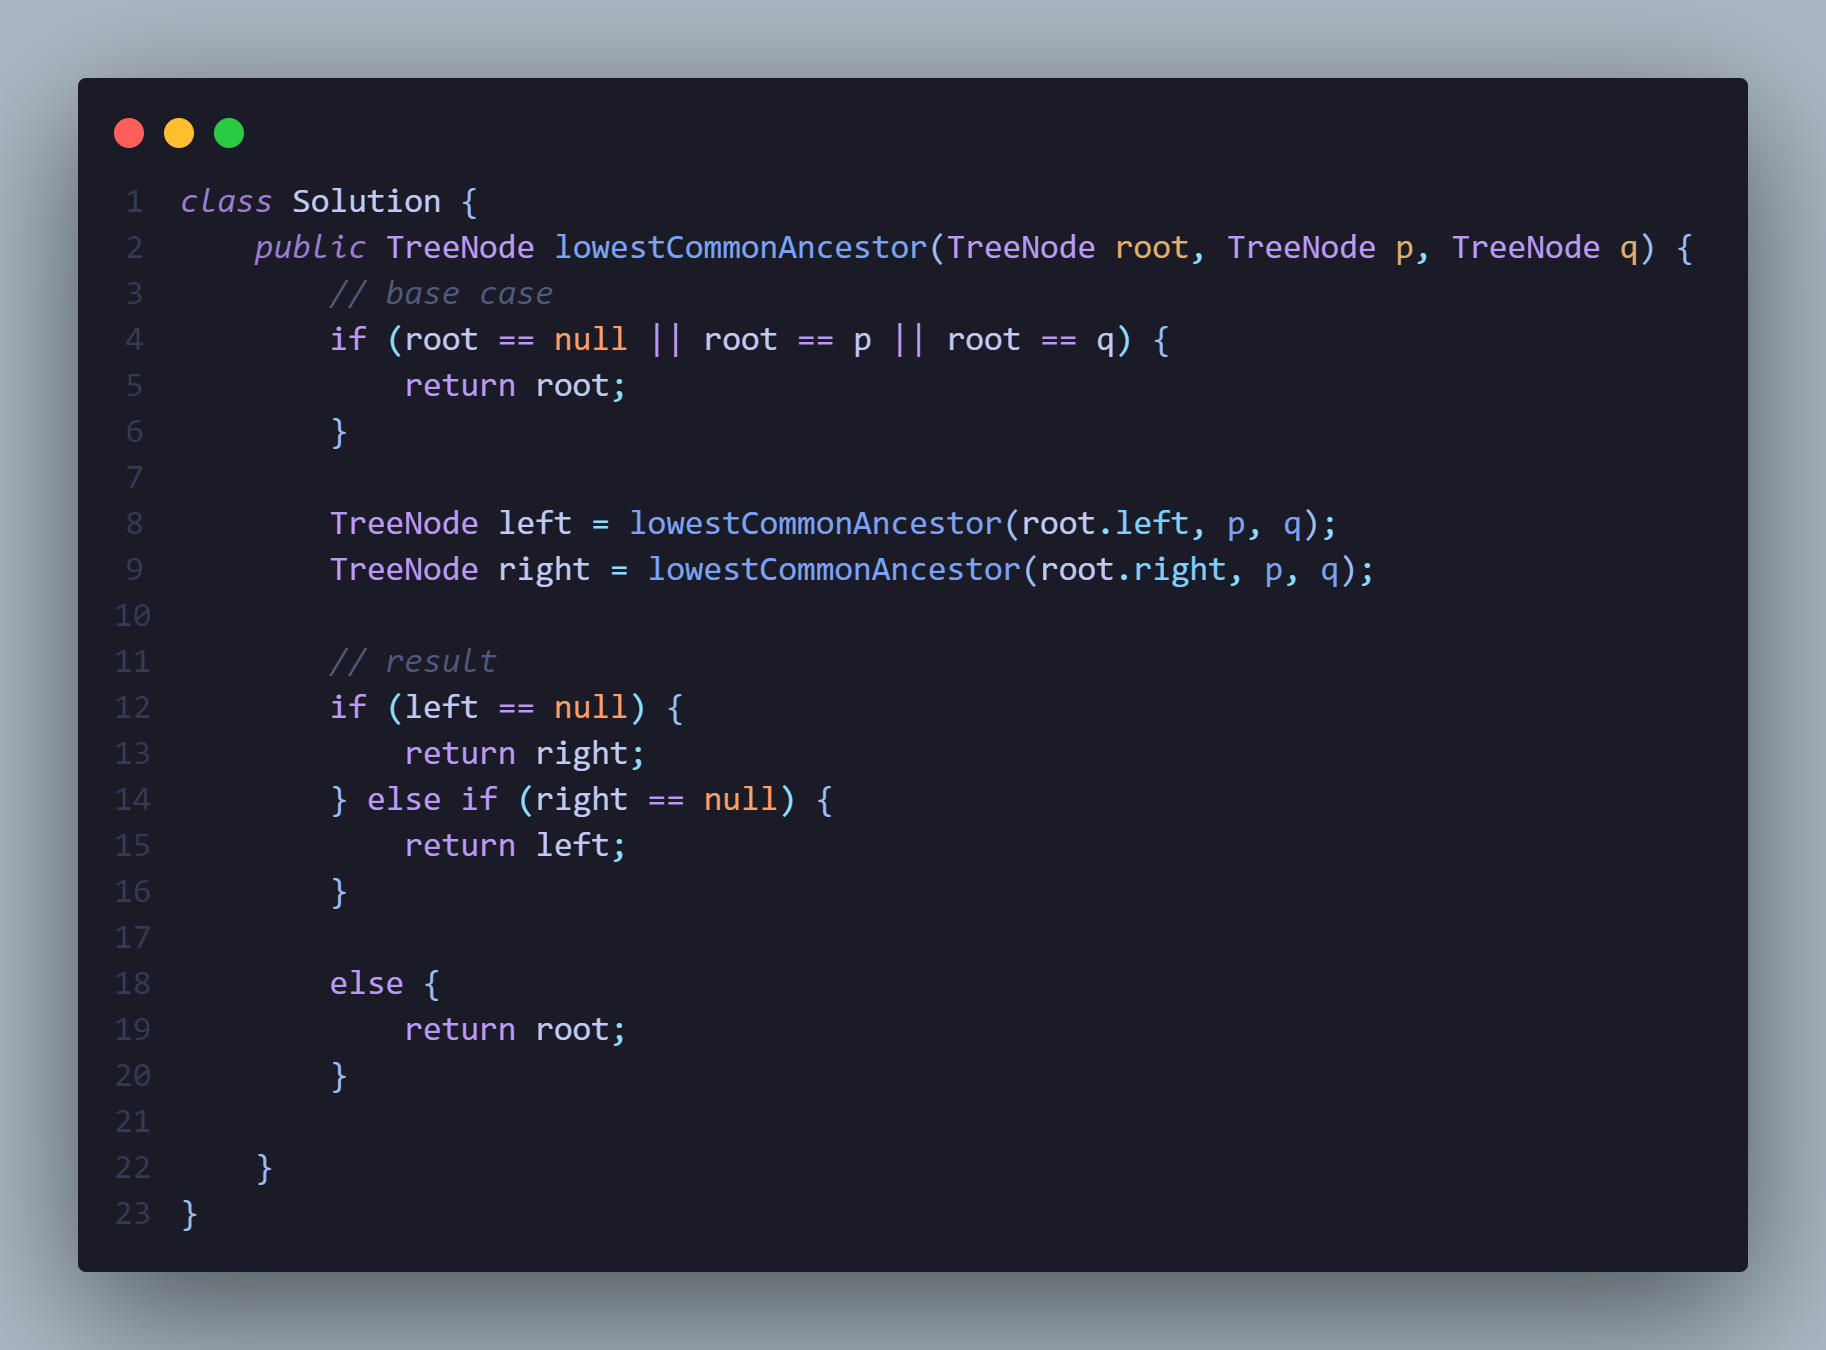 1 class Solution {
2     public TreeNode lowestCommonAncestor(TreeNode root, TreeNode p, TreeNode q) {
3         // base case
4         if (root == null || root == p || root == q) {
5             return root;
6         }
7
8         TreeNode left = lowestCommonAncestor(root.left, p, q);
9         TreeNode right = lowestCommonAncestor(root.right, p, q);
10
11         // result
12         if (left == null) {
13             return right;
14         } else if (right == null) {
15             return left;
16         }
17
18         else {
19             return root;
20         }
21
22     }
23 }